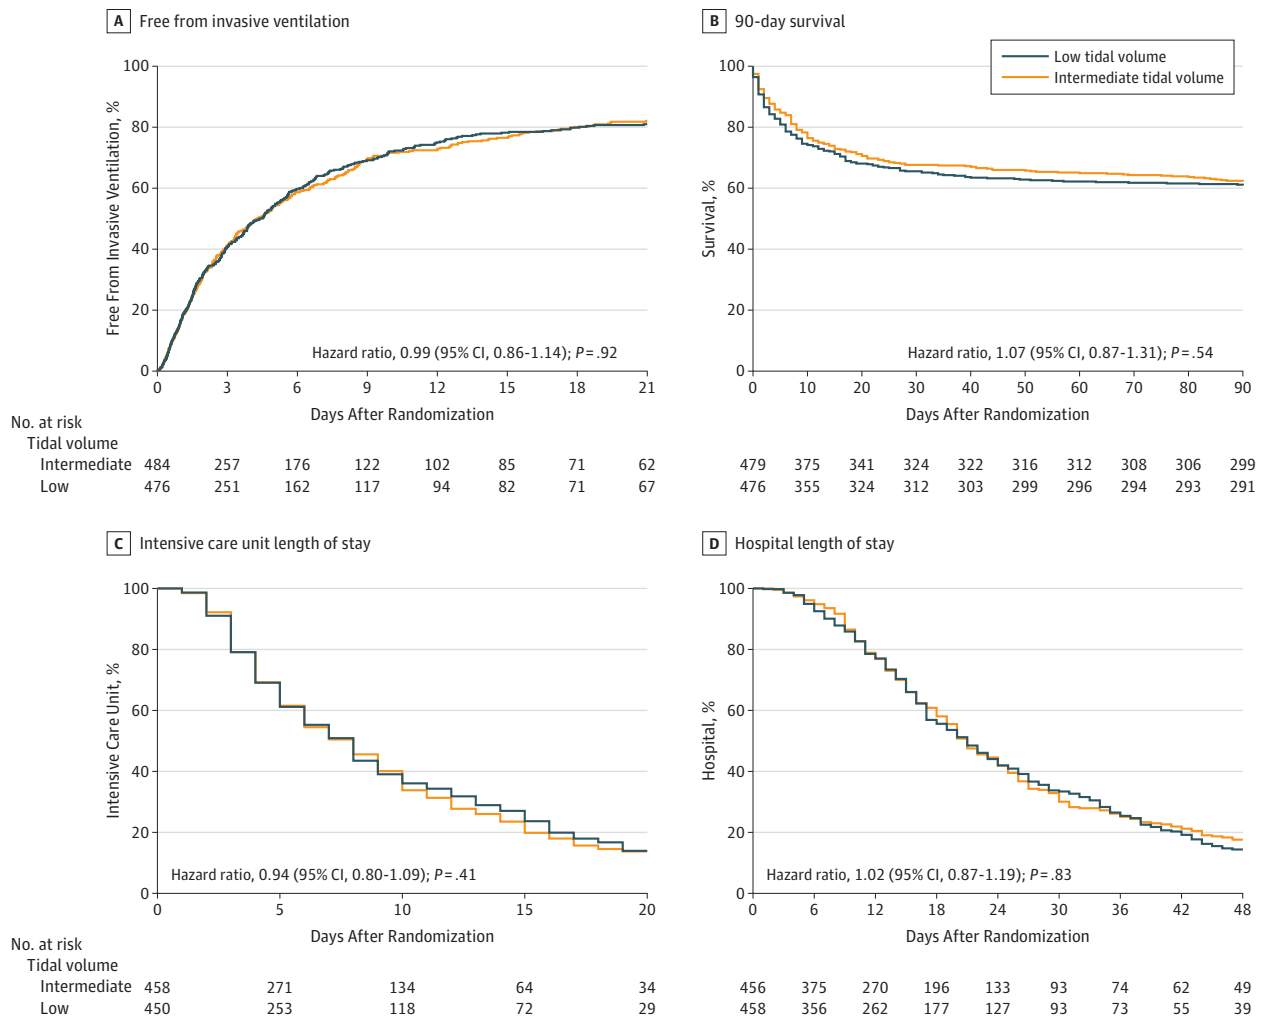 A Free from invasive ventilation
100
80
60
40
20
0
Free From Invasive Ventilation, %
Hazard ratio, 0.99 (95% CI, 0.86-1.14); P = .92
0 3 6 9 12 15 18 21
Days After Randomization
No. at risk
Tidal volume
Intermediate 484 257 176 122 102 85 71 62
Low 476 251 162 117 94 82 71 67
B 90-day survival
Low tidal volume
Intermediate tidal volume
100
80
60
40
20
0
Survival, %
Hazard ratio, 1.07 (95% CI, 0.87-1.31); P = .54
0 10 20 30 40 50 60 70 80 90
Days After Randomization
479 375 341 324 322 316 312 308 306 299
476 355 324 312 303 299 296 294 293 291
C Intensive care unit length of stay
100
80
60
40
20
0
Intensive Care Unit, %
Hazard ratio, 0.94 (95% CI, 0.80-1.09); P = .41
0 5 10 15 20
Days After Randomization
No. at risk
Tidal volume
Intermediate 458 271 134 64 34
Low 450 253 118 72 29
D Hospital length of stay
100
80
60
40
20
0
Hospital, %
Hazard ratio, 1.02 (95% CI, 0.87-1.19); P = .83
0 6 12 18 24 30 36 42 48
Days After Randomization
456 375 270 196 133 93 74 62 49
458 356 262 177 127 93 73 55 39